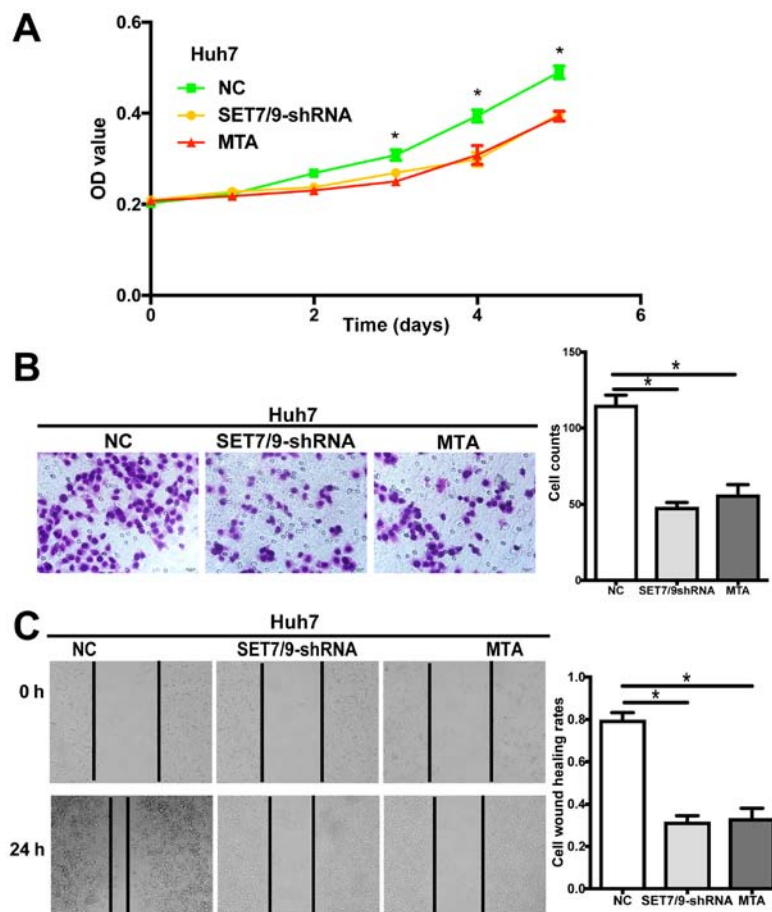 A
Huh7
NC
SET7/9-shRNA
MTA
*
*
*
0.6
0.4
0.2
0.0
OD value
0
2
4
6
Time (days)
B
Huh7
NC
SET7/9-shRNA
MTA
150
100
50
0
Cell counts
*
*
NC
SET7/9shRNA
MTA
C
Huh7
NC
SET7/9-shRNA
MTA
0 h
24 h
1.0
0.8
0.6
0.4
0.2
0.0
Cell wound healing rates
*
*
NC
SET7/9-shRNA
MTA